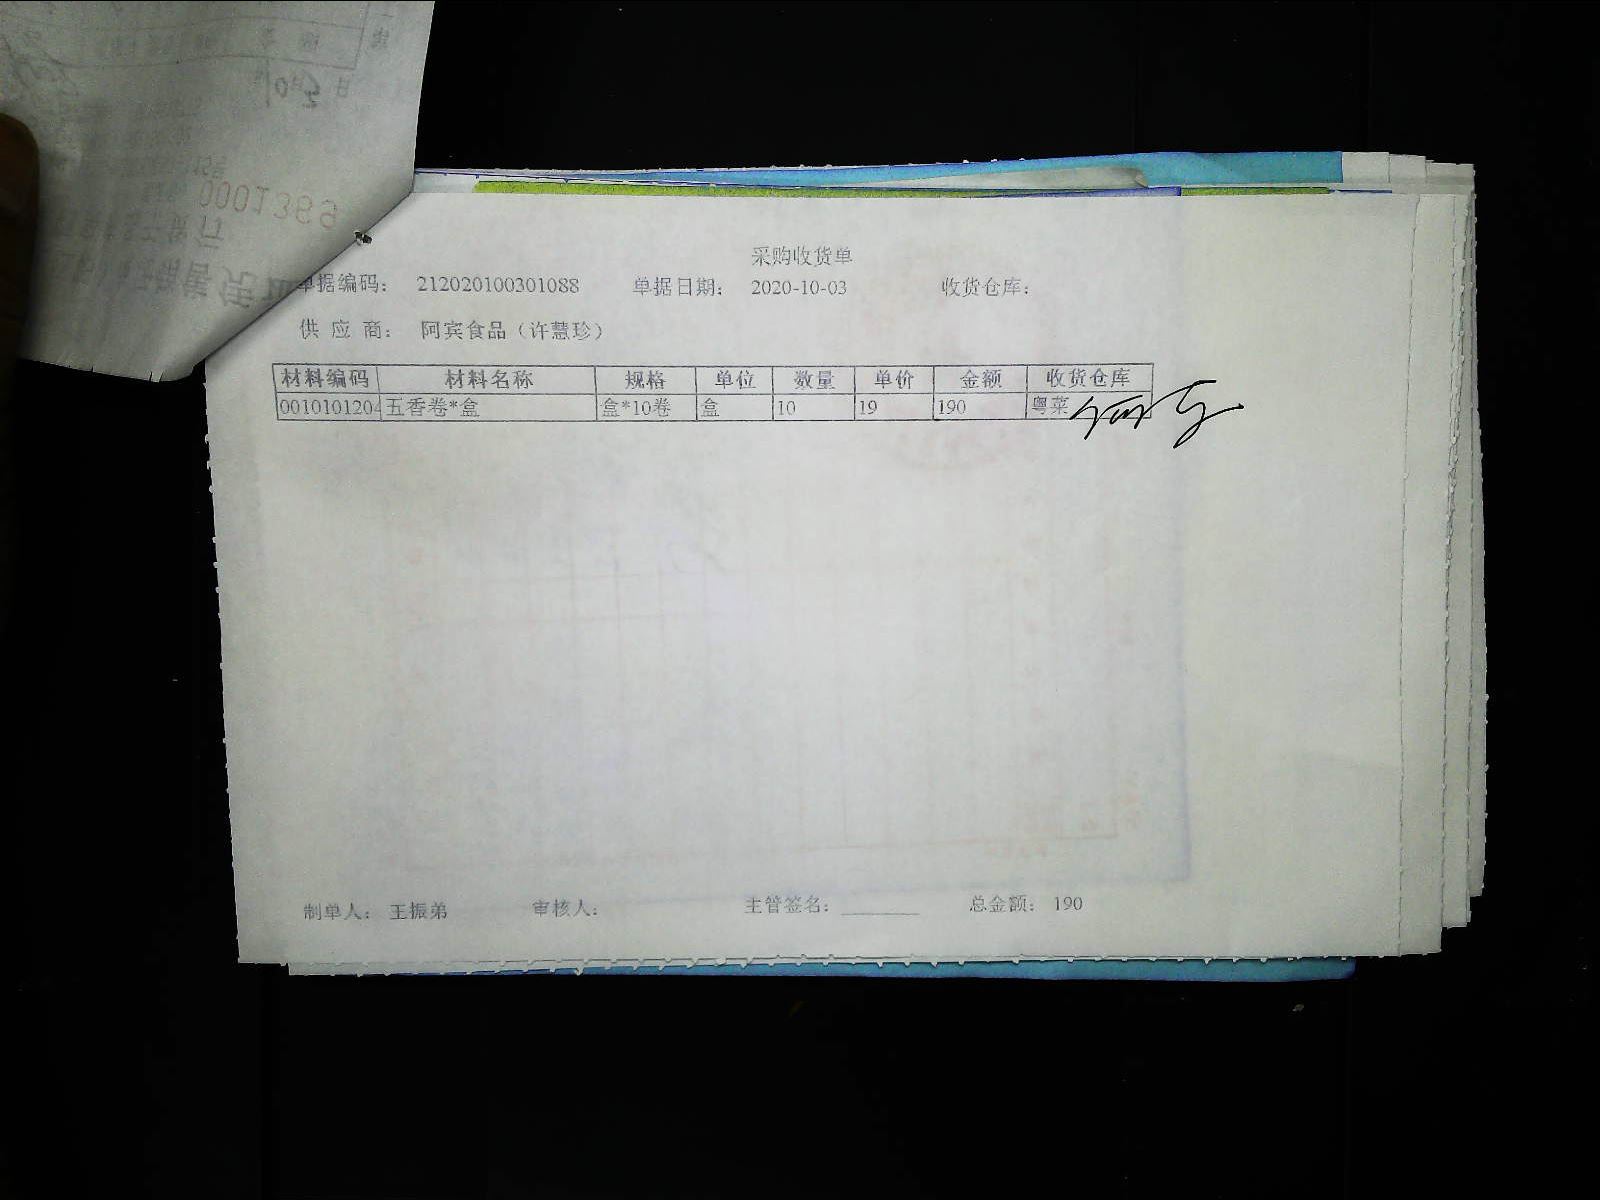 0001369
采购收货单
单据编码： 212020100301088 单据日期： 2020-10-03 收货仓库：
供 应 商： 阿宾食品（许慧珍）
材料编码 材料名称 规格 单位 数量 单价 金额 收货仓库
0010101204 五香卷*盒 盒*10卷 盒 10 19 190 粤菜
制单人： 王振弟 审核人： 主管签名： ________ 总金额： 190